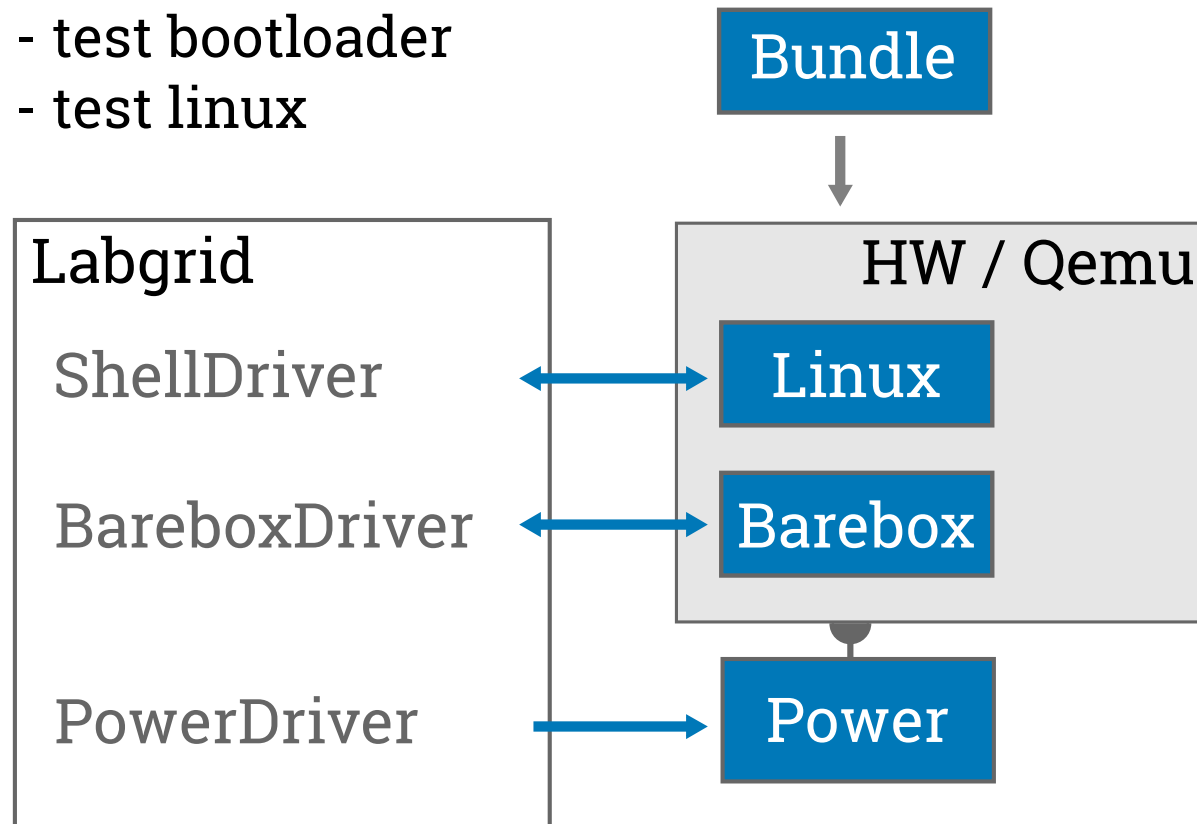 - test bootloader
- test linux
Bundle
Labgrid
HW / Qemu
ShellDriver
Linux
BareboxDriver
Barebox
PowerDriver
Power